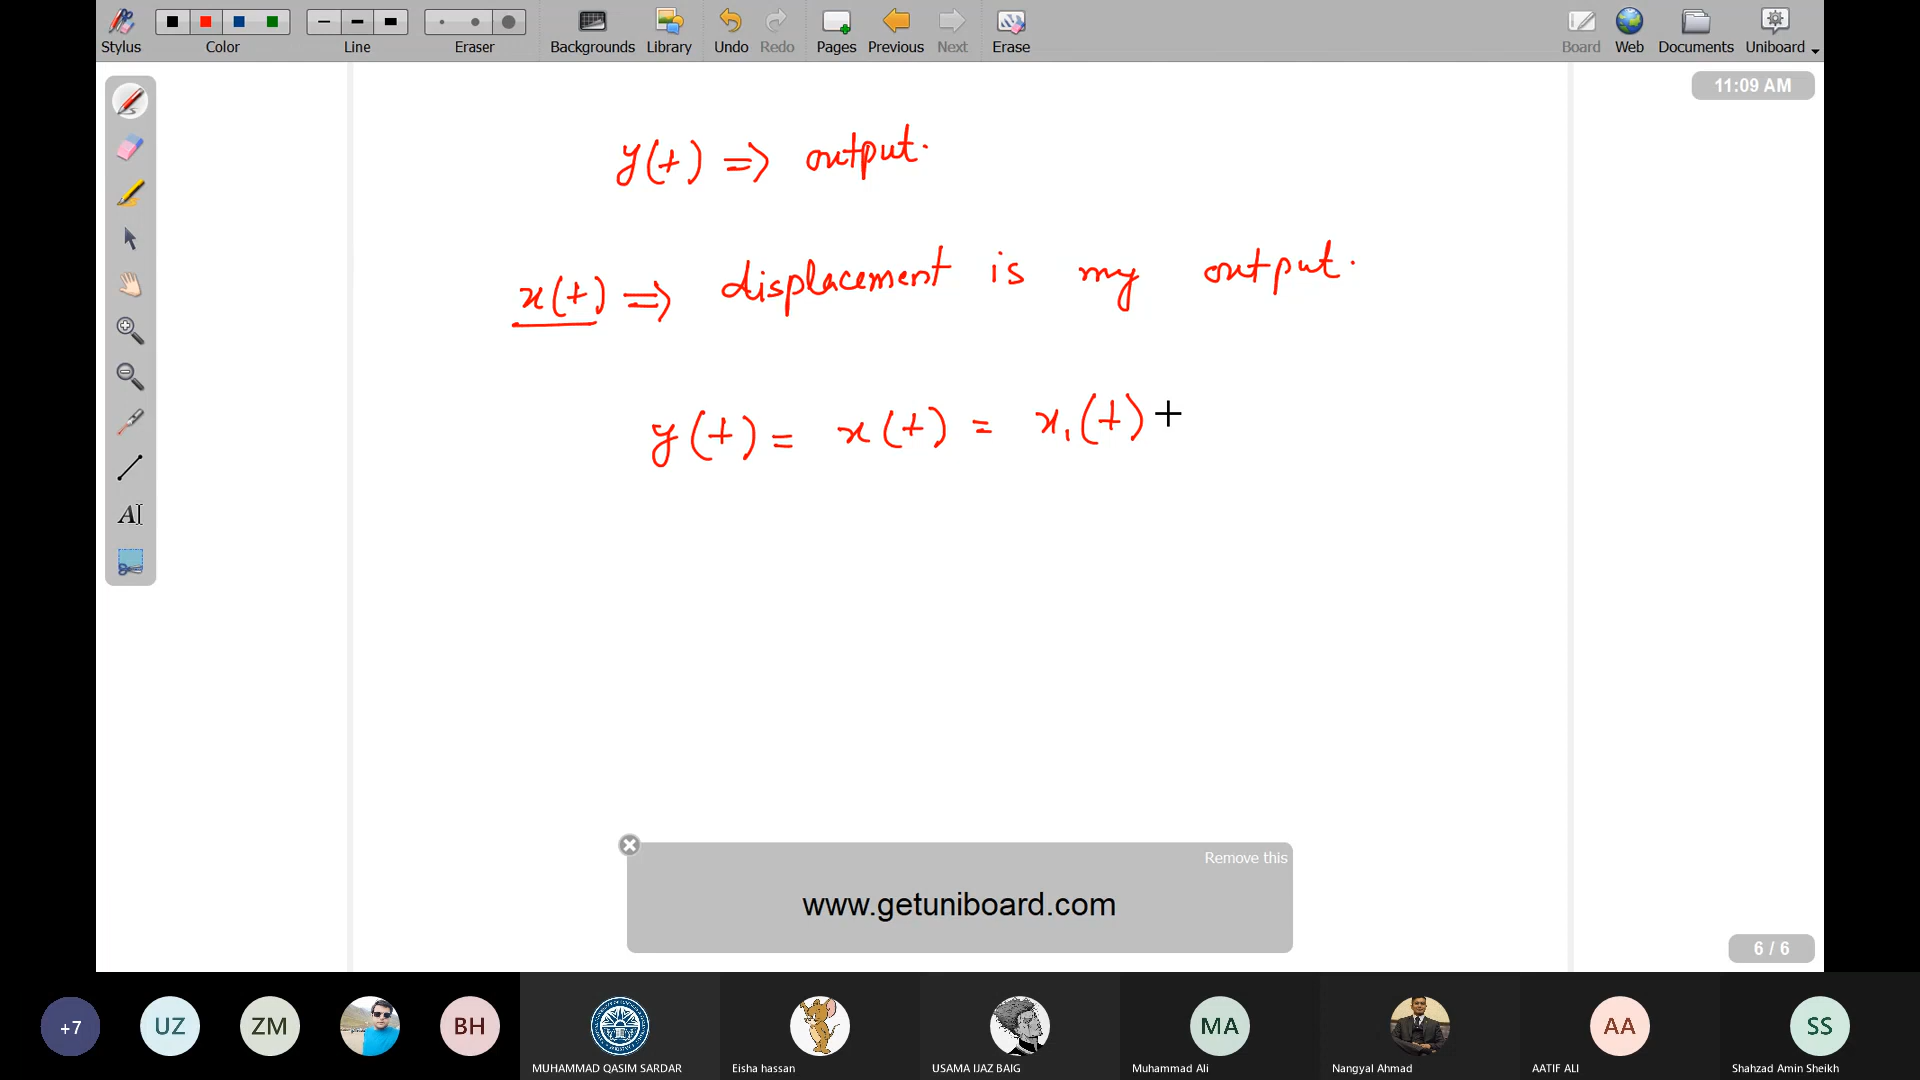 Stylus Color Line Eraser Backgrounds Library Undo Redo Pages Previous Next Erase Board Web Documents Uniboard
11:09 AM
y(t) => output.
x(t) => displacement is my output.
y(t) = x(t) = x₁(t)
Remove this
www.getuniboard.com
6 / 6
+7 UZ ZM BH MA AA SS
MUHAMMAD QASIM SARDAR Eisha hassan USAMA IJAZ BAIG Muhammad Ali Nangyal Ahmad AATIF ALI Shahzad Amin Sheikh